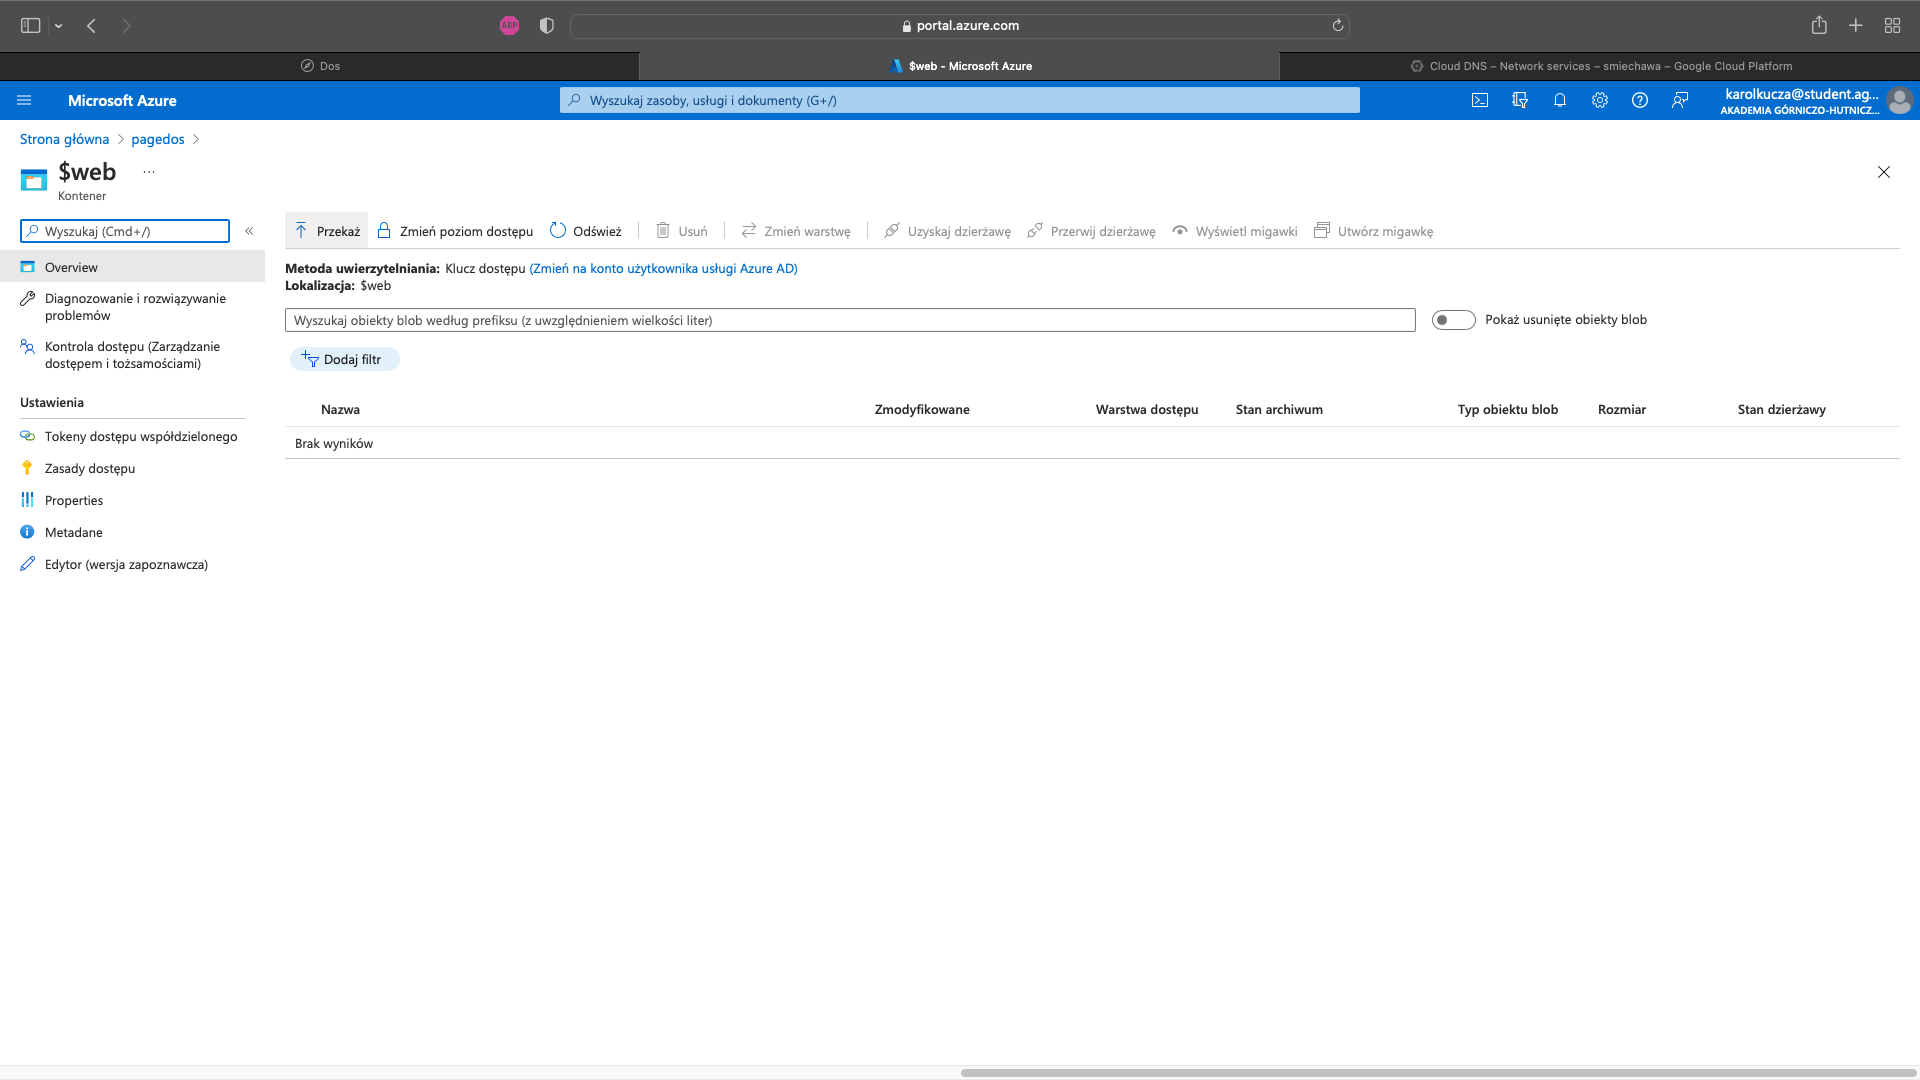 ABP
portal.azure.com
Dos
$web - Microsoft Azure
Cloud DNS – Network services – smiechawa – Google Cloud Platform
Microsoft Azure
Wyszukaj zasoby, usługi i dokumenty (G+/)
karolkucza@student.ag...
AKADEMIA GÓRNICZO-HUTNICZ...
Strona główna
pagedos
$web
...
Kontener
Wyszukaj (Cmd+/)
«
Przekaż
Zmień poziom dostępu
Odśwież
Usuń
Zmień warstwę
Uzyskaj dzierżawę
Przerwij dzierżawę
Wyświetl migawki
Utwórz migawkę
Overview
Diagnozowanie i rozwiązywanie
problemów
Kontrola dostępu (Zarządzanie
dostępem i tożsamościami)
Ustawienia
Tokeny dostępu współdzielonego
Zasady dostępu
Properties
Metadane
Edytor (wersja zapoznawcza)
Metoda uwierzytelniania: Klucz dostępu (Zmień na konto użytkownika usługi Azure AD)
Lokalizacja: $web
Wyszukaj obiekty blob według prefiksu (z uwzględnieniem wielkości liter)
Pokaż usunięte obiekty blob
Dodaj filtr
Nazwa Zmodyfikowane Warstwa dostępu Stan archiwum Typ obiektu blob Rozmiar Stan dzierżawy
Brak wyników